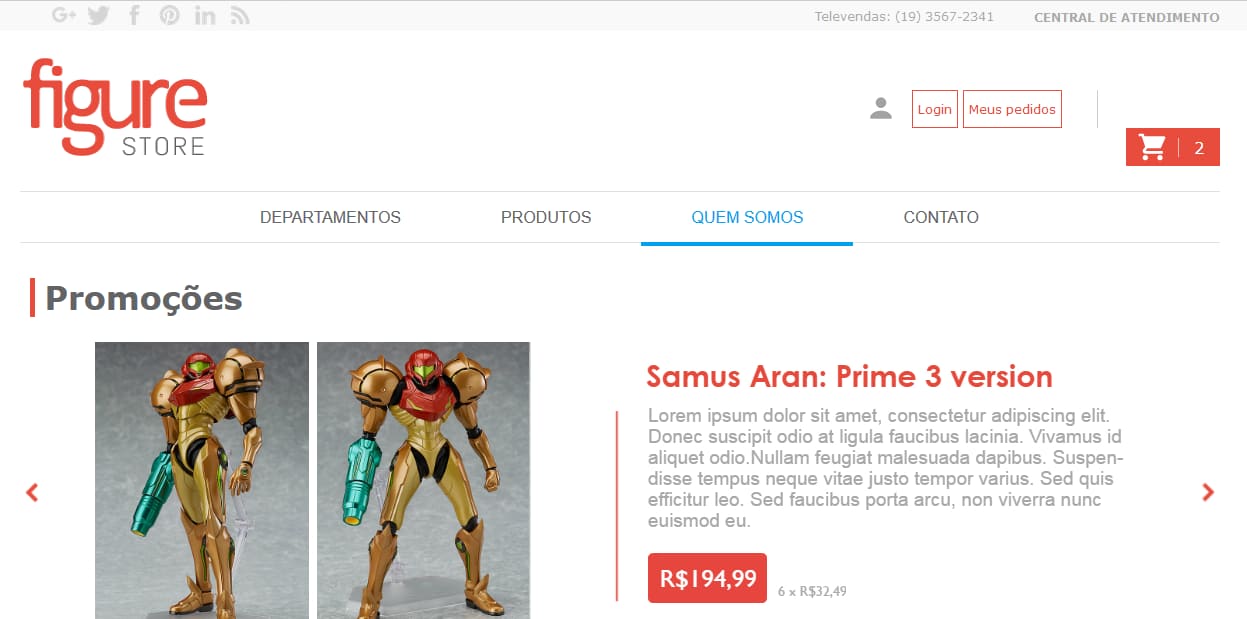 Televendas: (19) 3567-2341 CENTRAL DE ATENDIMENTO
figure
STORE
Login Meus pedidos
2
DEPARTAMENTOS PRODUTOS QUEM SOMOS CONTATO
Promoções
Samus Aran: Prime 3 version
Lorem ipsum dolor sit amet, consectetur adipiscing elit.
Donec suscipit odio at ligula faucibus lacinia. Vivamus id
aliquet odio.Nullam feugiat malesuada dapibus. Suspen-
disse tempus neque vitae justo tempor varius. Sed quis
efficitur leo. Sed faucibus porta arcu, non viverra nunc
euismod eu.
R$194,99 6 x R$32,49